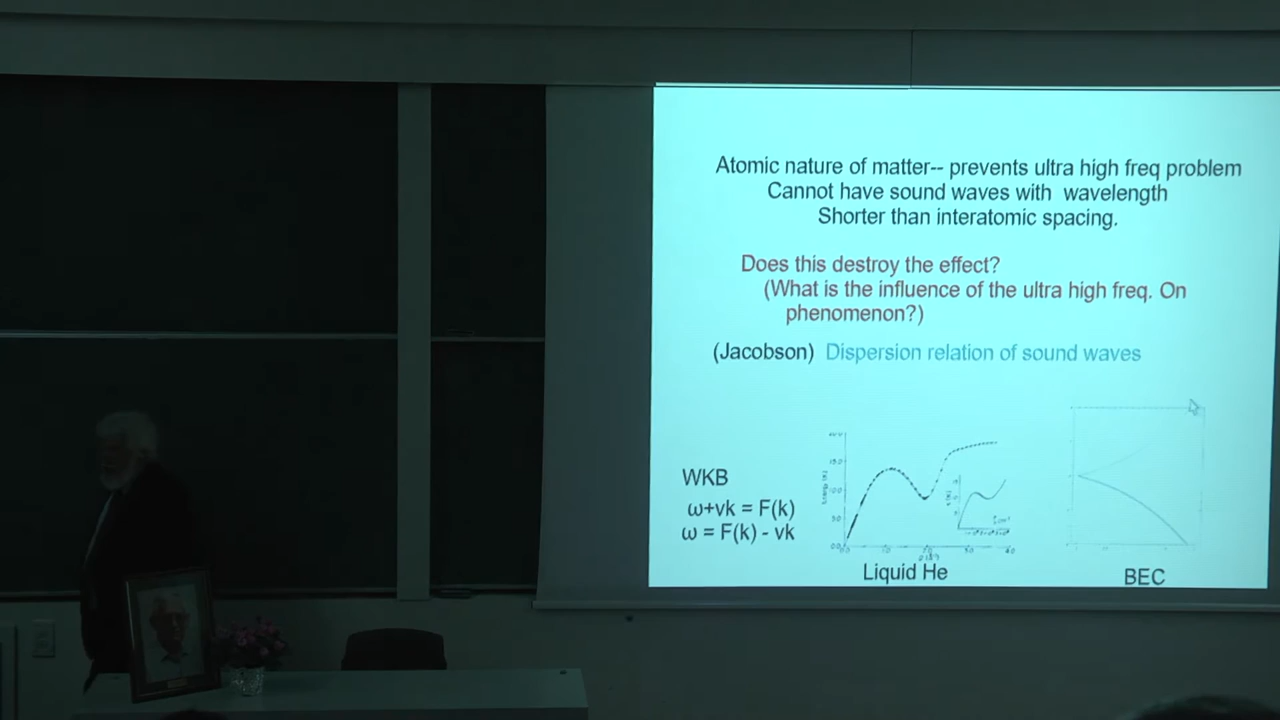 Atomic nature of matter-- prevents ultra high freq problem
Cannot have sound waves with wavelength
Shorter than interatomic spacing.
Does this destroy the effect?
(What is the influence of the ultra high freq. On
phenomenon?)
(Jacobson) Dispersion relation of sound waves
WKB
ω+vk = F(k)
ω = F(k) - vk
Liquid He
BEC